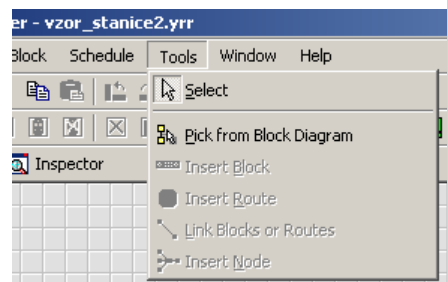 er - vzor_stanice2.yrr
Block Schedule Tools Window Help
Select
Pick from Block Diagram
Inspector
Insert Block
Insert Route
Link Blocks or Routes
Insert Node